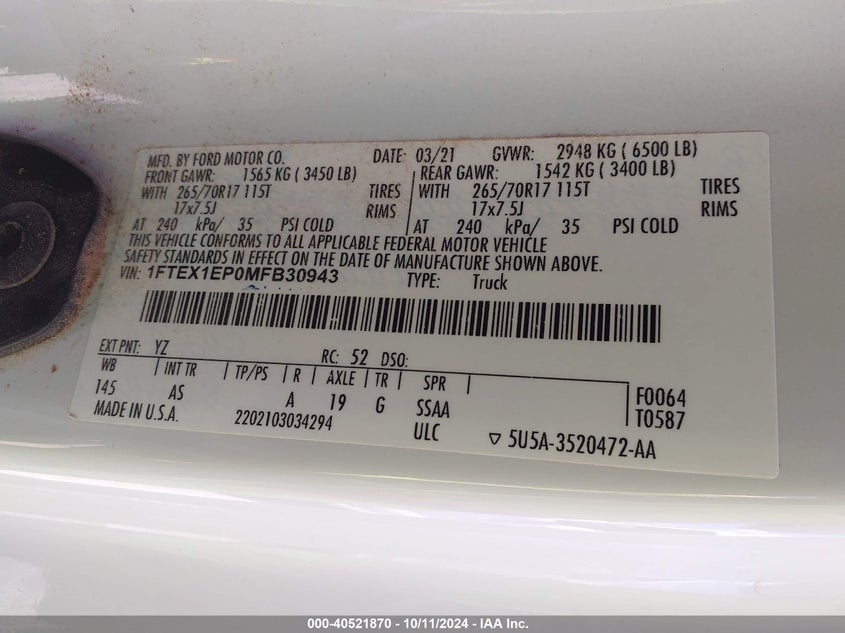 MFD. BY FORD MOTOR CO. DATE: 03/21 GVWR: 2948 KG ( 6500 LB)
FRONT GAWR: 1565 KG ( 3450 LB) REAR GAWR: 1542 KG ( 3400 LB)
WITH 265/70R17 115T TIRES WITH 265/70R17 115T TIRES
17x7.5J RIMS 17x7.5J RIMS
AT 240 kPa/ 35 PSI COLD AT 240 kPa/ 35 PSI COLD
THIS VEHICLE CONFORMS TO ALL APPLICABLE FEDERAL MOTOR VEHICLE
SAFETY STANDARDS IN EFFECT ON THE DATE OF MANUFACTURE SHOWN ABOVE.
VIN: 1FTEX1EP0MFB30943 TYPE: Truck
EXT PNT: YZ RC: 52 DSO:
WB INT TR TP/PS R AXLE TR SPR
145 AS A 19 G SSAA F0064
MADE IN U.S.A. 2202103034294 ULC T0587
5U5A-3520472-AA
000-40521870 - 10/11/2024 - IAA Inc.